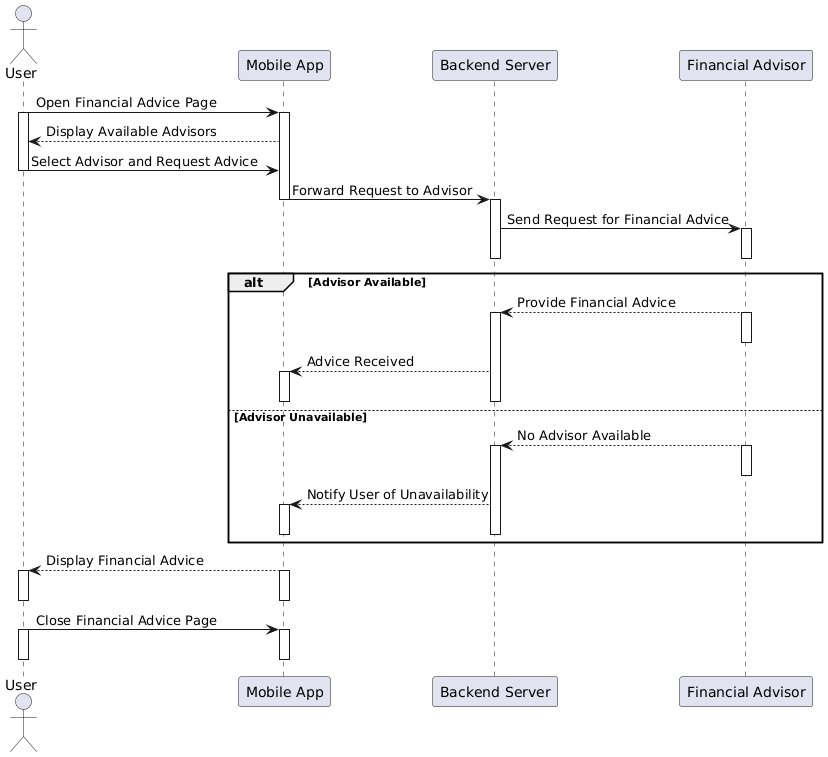 User
Mobile App
Backend Server
Financial Advisor
Open Financial Advice Page
Display Available Advisors
Select Advisor and Request Advice
Forward Request to Advisor
Send Request for Financial Advice
alt
[Advisor Available]
Provide Financial Advice
Advice Received
[Advisor Unavailable]
No Advisor Available
Notify User of Unavailability
Display Financial Advice
Close Financial Advice Page
User
Mobile App
Backend Server
Financial Advisor